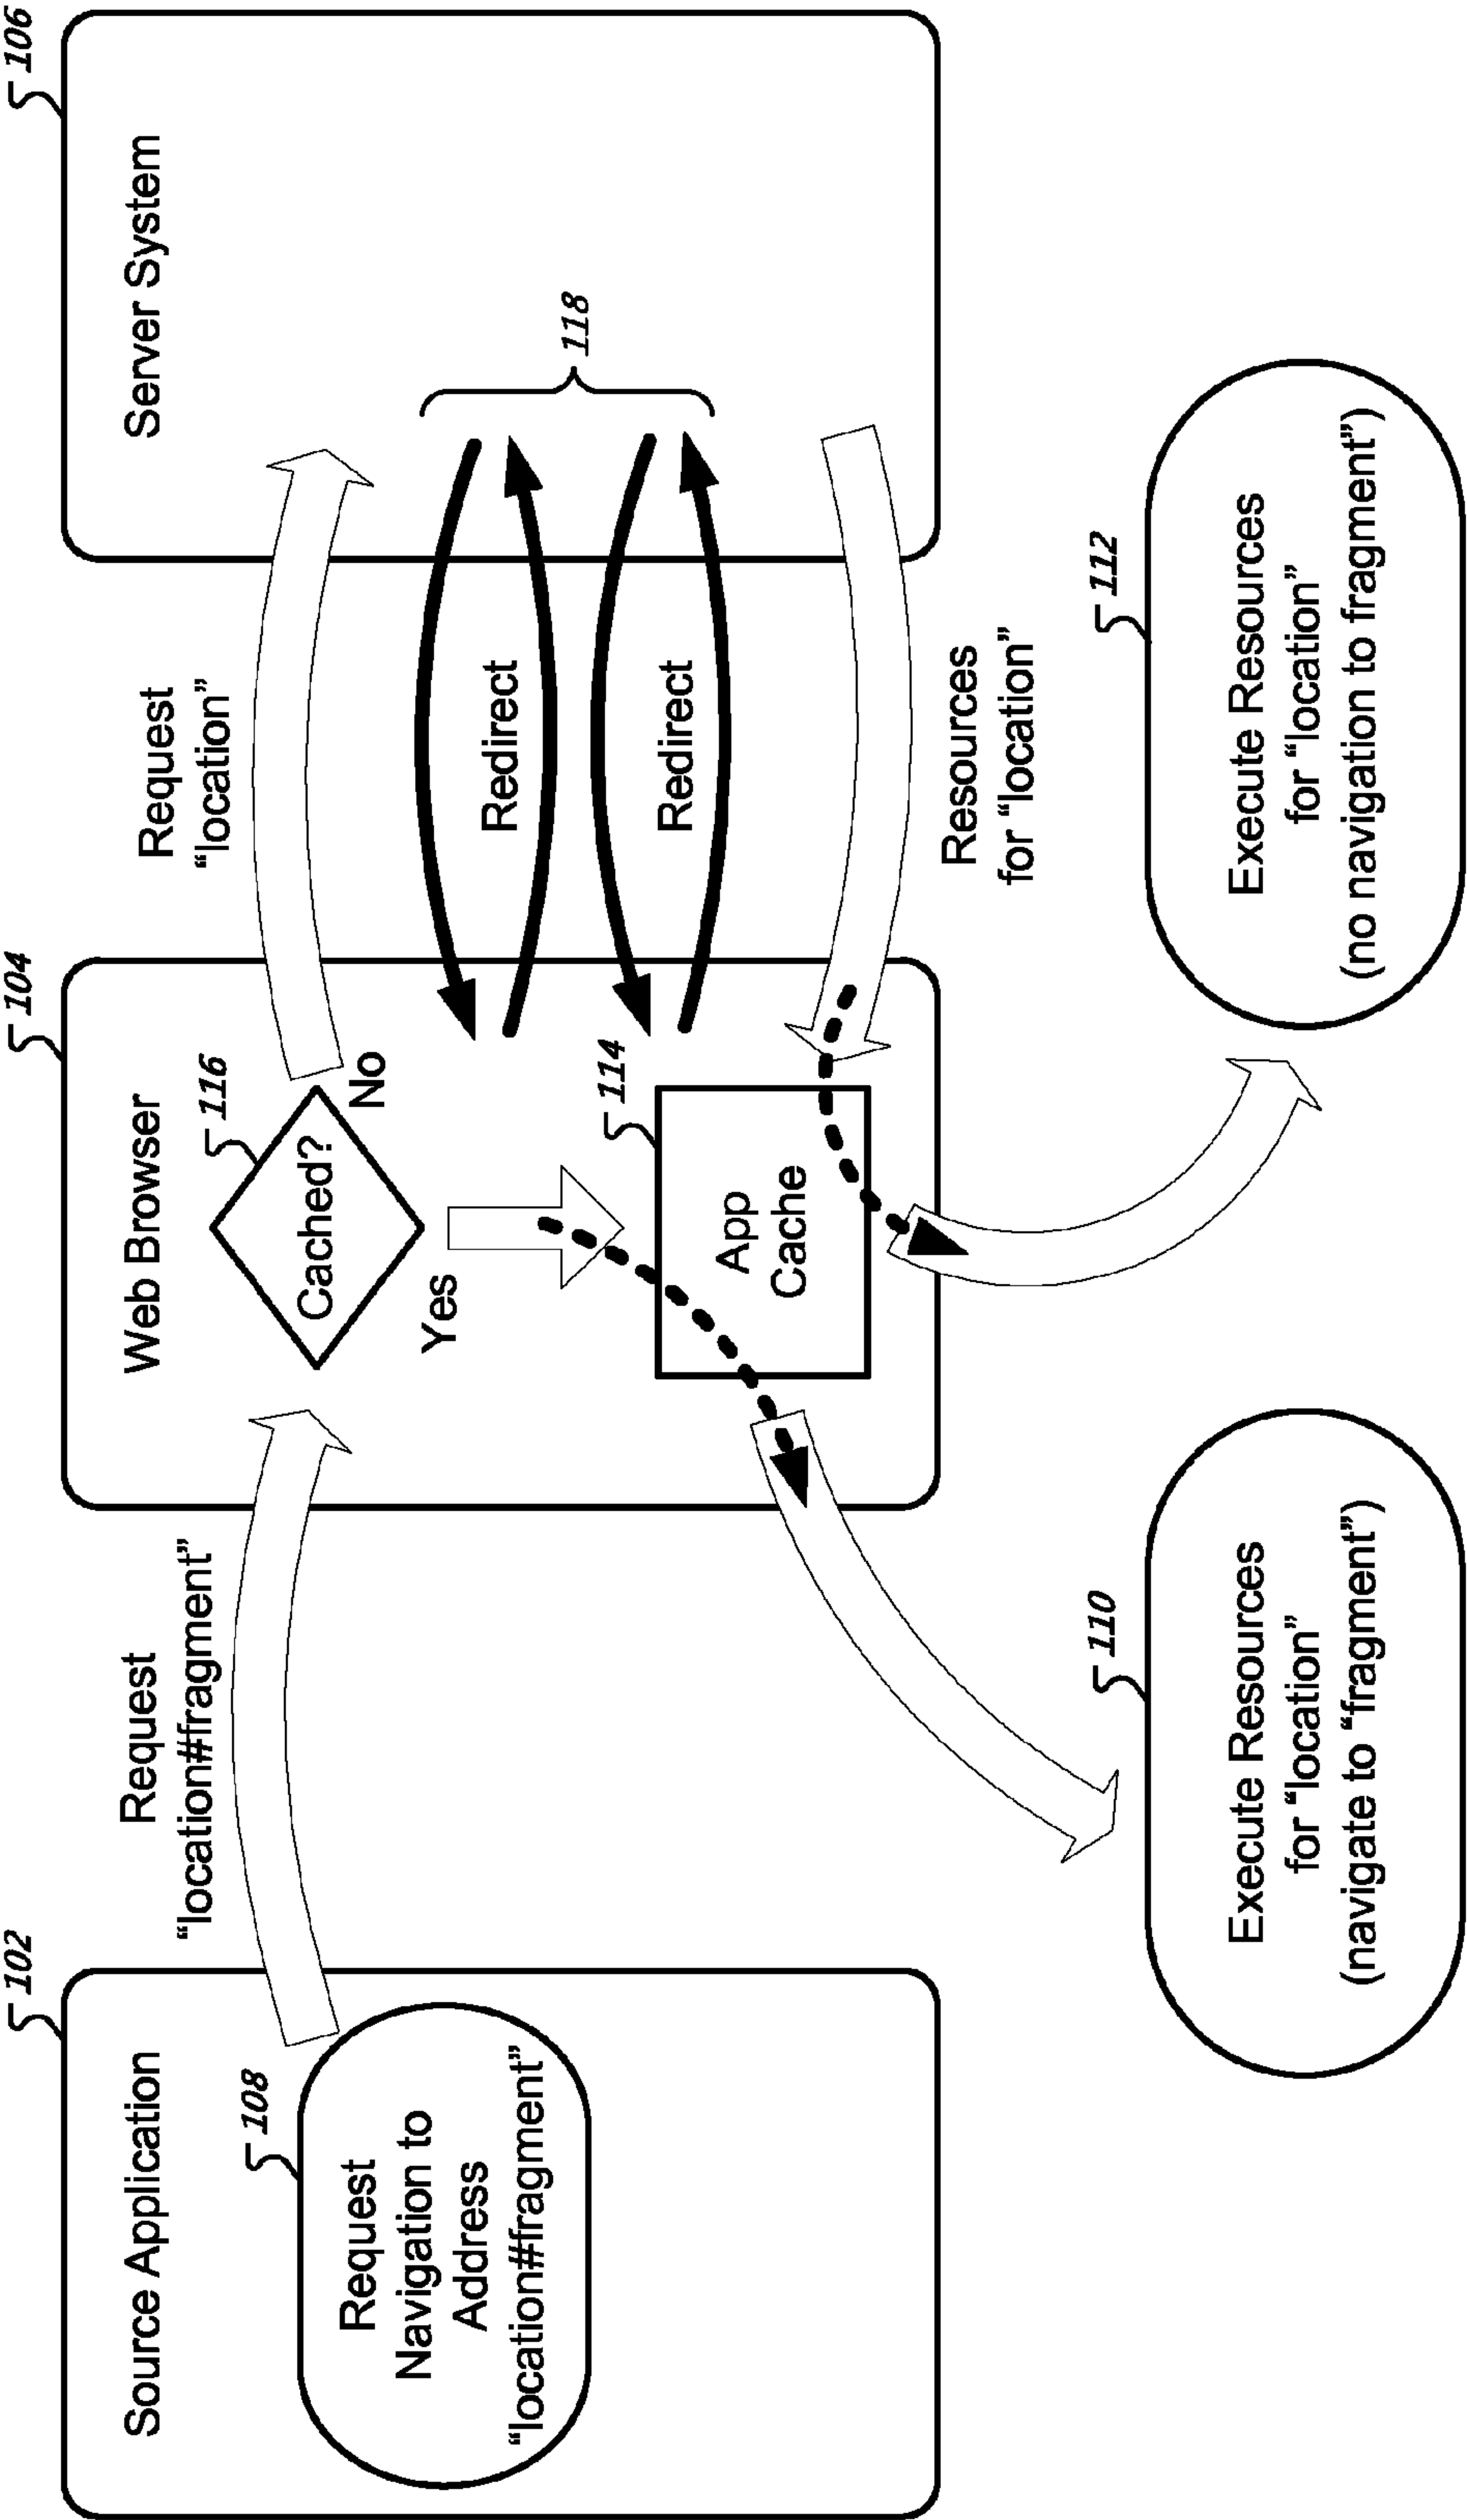 102
Source Application
108
Request
Navigation to
Address
“location#fragment”
Request
“location#fragment”
104
Web Browser
116
Cached?
No
Yes
114
App
Cache
Request
“location”
Redirect
Redirect
Resources
for “location”
106
Server System
118
110
Execute Resources
for “location”
(navigate to “fragment”)
112
Execute Resources
for “location”
(no navigation to fragment”)